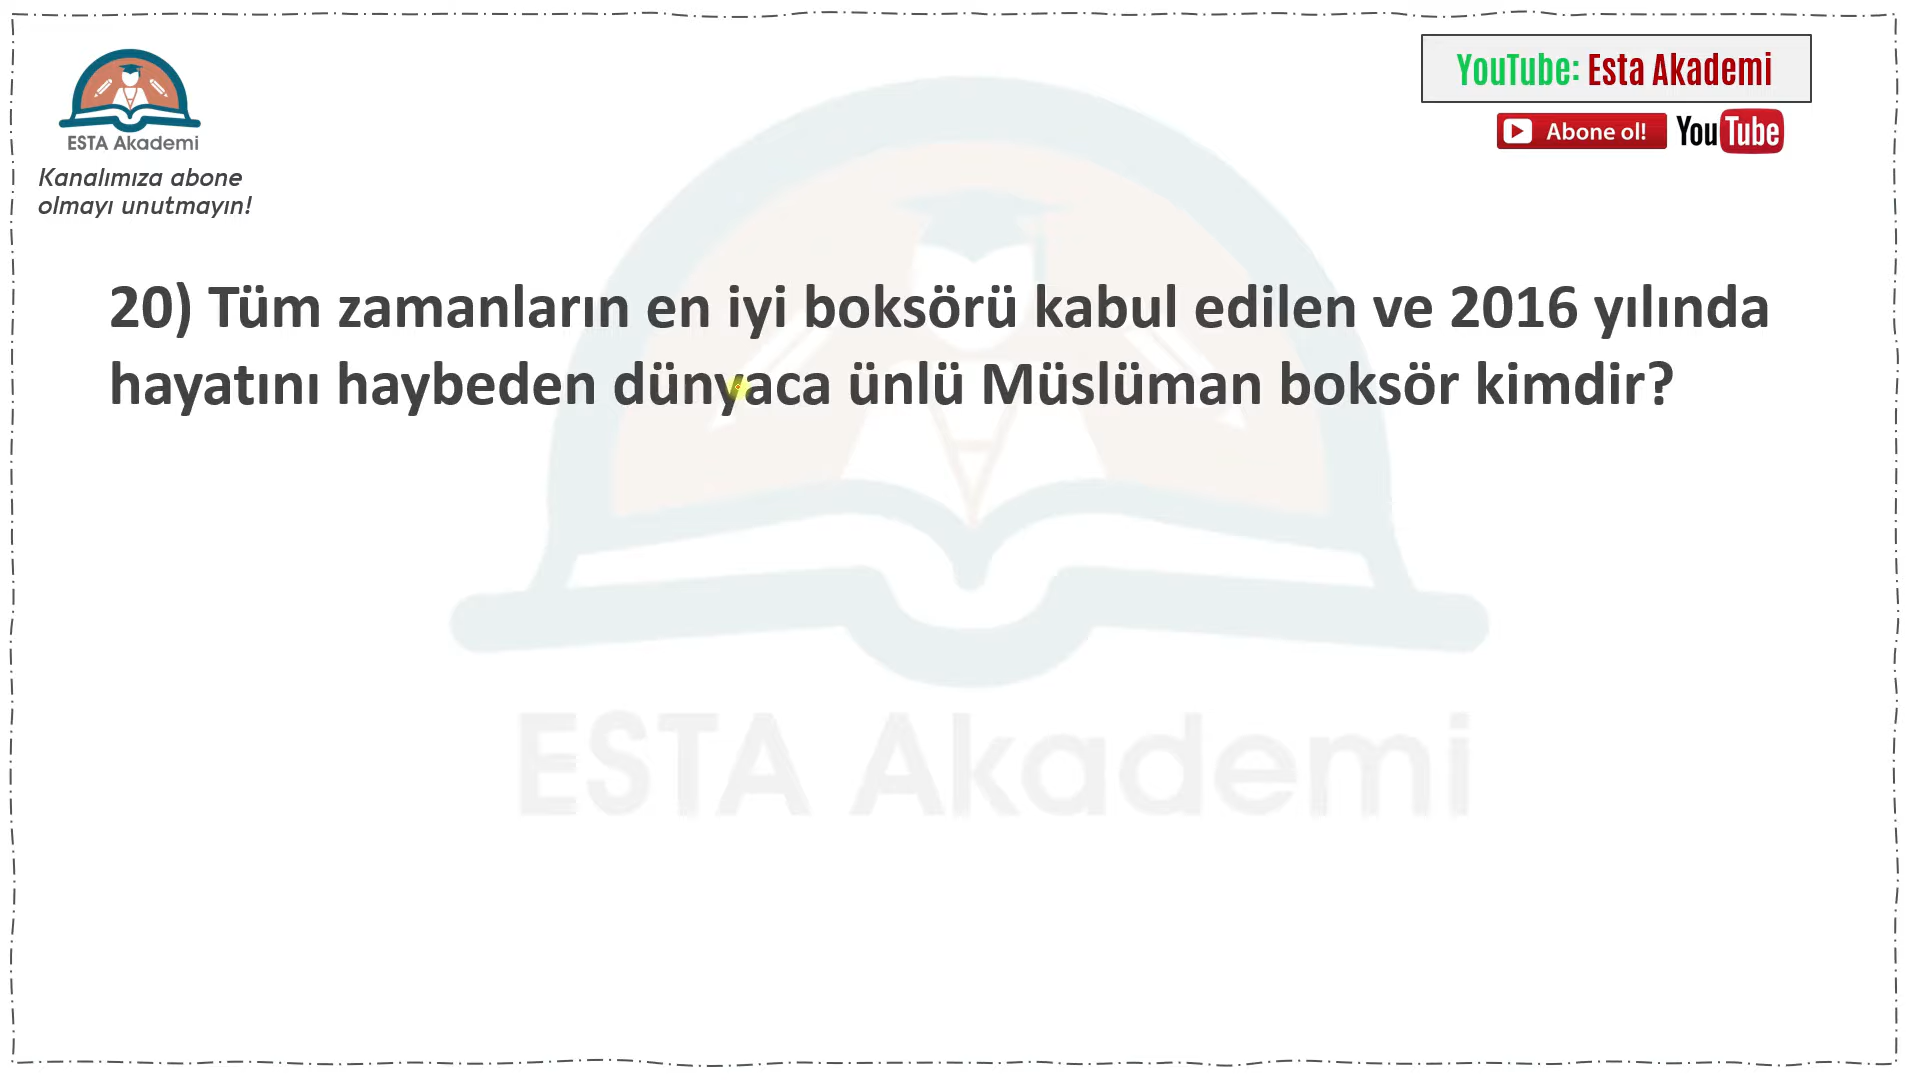 ESTA Akademi
Kanalımıza abone
olmayı unutmayın!
YouTube: Esta Akademi
Abone ol! YouTube
20) Tüm zamanların en iyi boksörü kabul edilen ve 2016 yılında
hayatını haybeden dünyaca ünlü Müslüman boksör kimdir?
ESTA Akademi